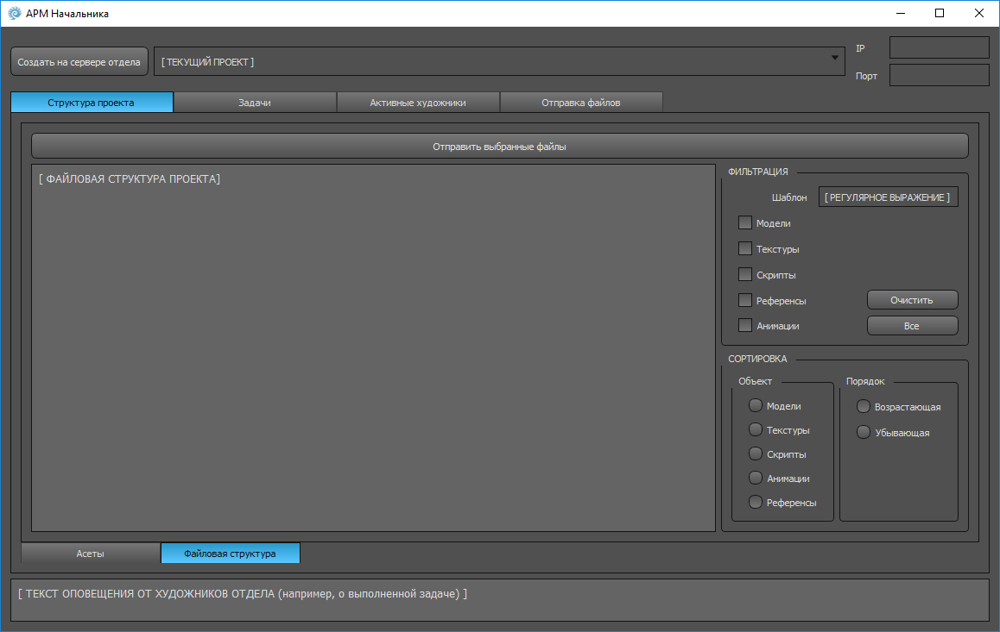 АРМ Начальника
Создать на сервере отдела
[ ТЕКУЩИЙ ПРОЕКТ ]
IP
Порт
Структура проекта
Задачи
Активные художники
Отправка файлов
Отправить выбранные файлы
[ ФАЙЛОВАЯ СТРУКТУРА ПРОЕКТА]
ФИЛЬТРАЦИЯ
Шаблон
[ РЕГУЛЯРНОЕ ВЫРАЖЕНИЕ ]
Модели
Текстуры
Скрипты
Референсы
Очистить
Анимации
Все
СОРТИРОВКА
Объект
Модели
Текстуры
Скрипты
Анимации
Референсы
Порядок
Возрастающая
Убывающая
Асеты
Файловая структура
[ ТЕКСТ ОПОВЕЩЕНИЯ ОТ ХУДОЖНИКОВ ОТДЕЛА (например, о выполненной задаче) ]